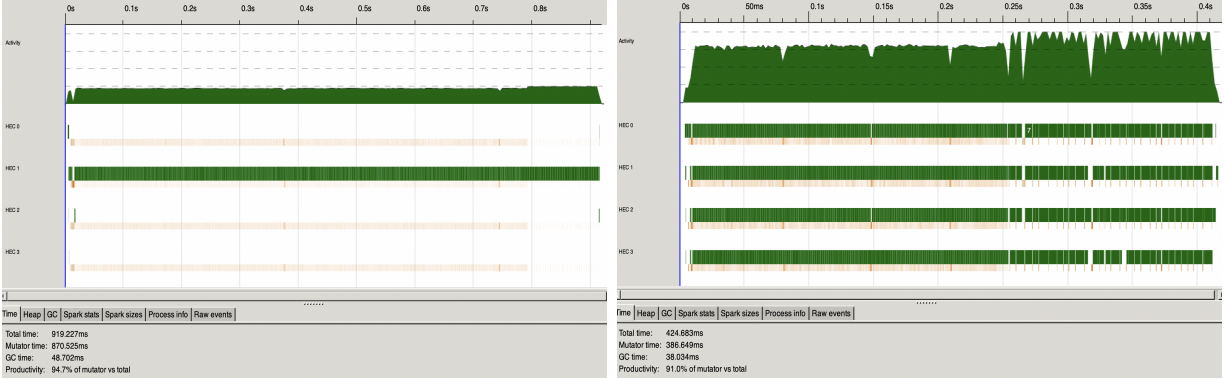 0s 0.1s 0.2s 0.3s 0.4s 0.5s 0.6s 0.7s 0.8s
Activity
HEC 0
HEC 1
HEC 2
HEC 3
Time Heap GC Spark stats Spark sizes Process info Raw events
Total time: 919.227ms
Mutator time: 870.525ms
GC time: 48.702ms
Productivity: 94.7% of mutator vs total
0s 50ms 0.1s 0.15s 0.2s 0.25s 0.3s 0.35s 0.4s
Activity
HEC 0
7
HEC 1
HEC 2
HEC 3
Time Heap GC Spark stats Spark sizes Process info Raw events
Total time: 424.683ms
Mutator time: 386.649ms
GC time: 38.034ms
Productivity: 91.0% of mutator vs total